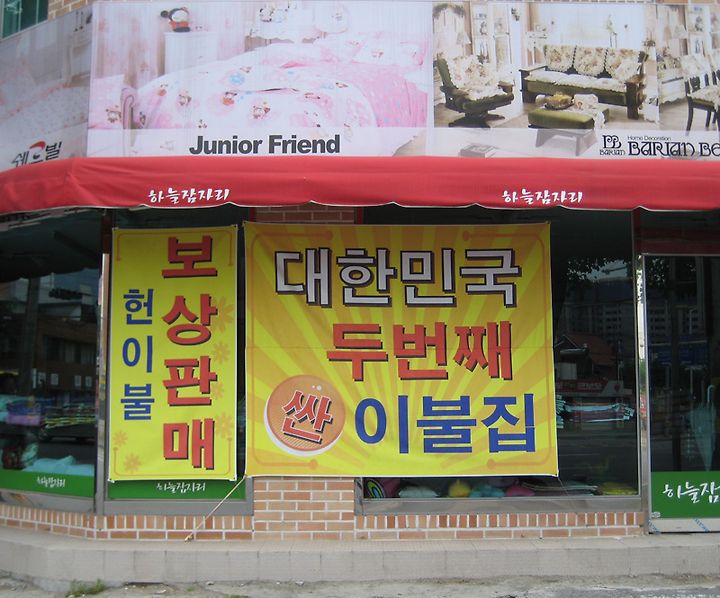 Junior Friend
Home Decoration
BARIAN
BARIAN BE
하늘잠자리
하늘잠자리
헌이불
보상판매
대한민국
두번째
싼 이불집
하늘잠자리
하늘잠자리
하늘잠